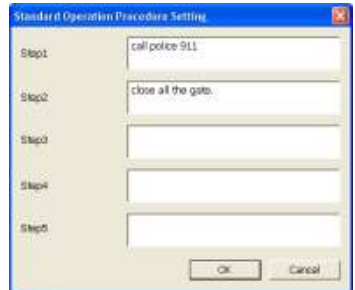 Standard Operation Procedure Setting
Step1
call police 911
Step2
close all the gate.
Step3
Step4
Step5
OK
Cancel